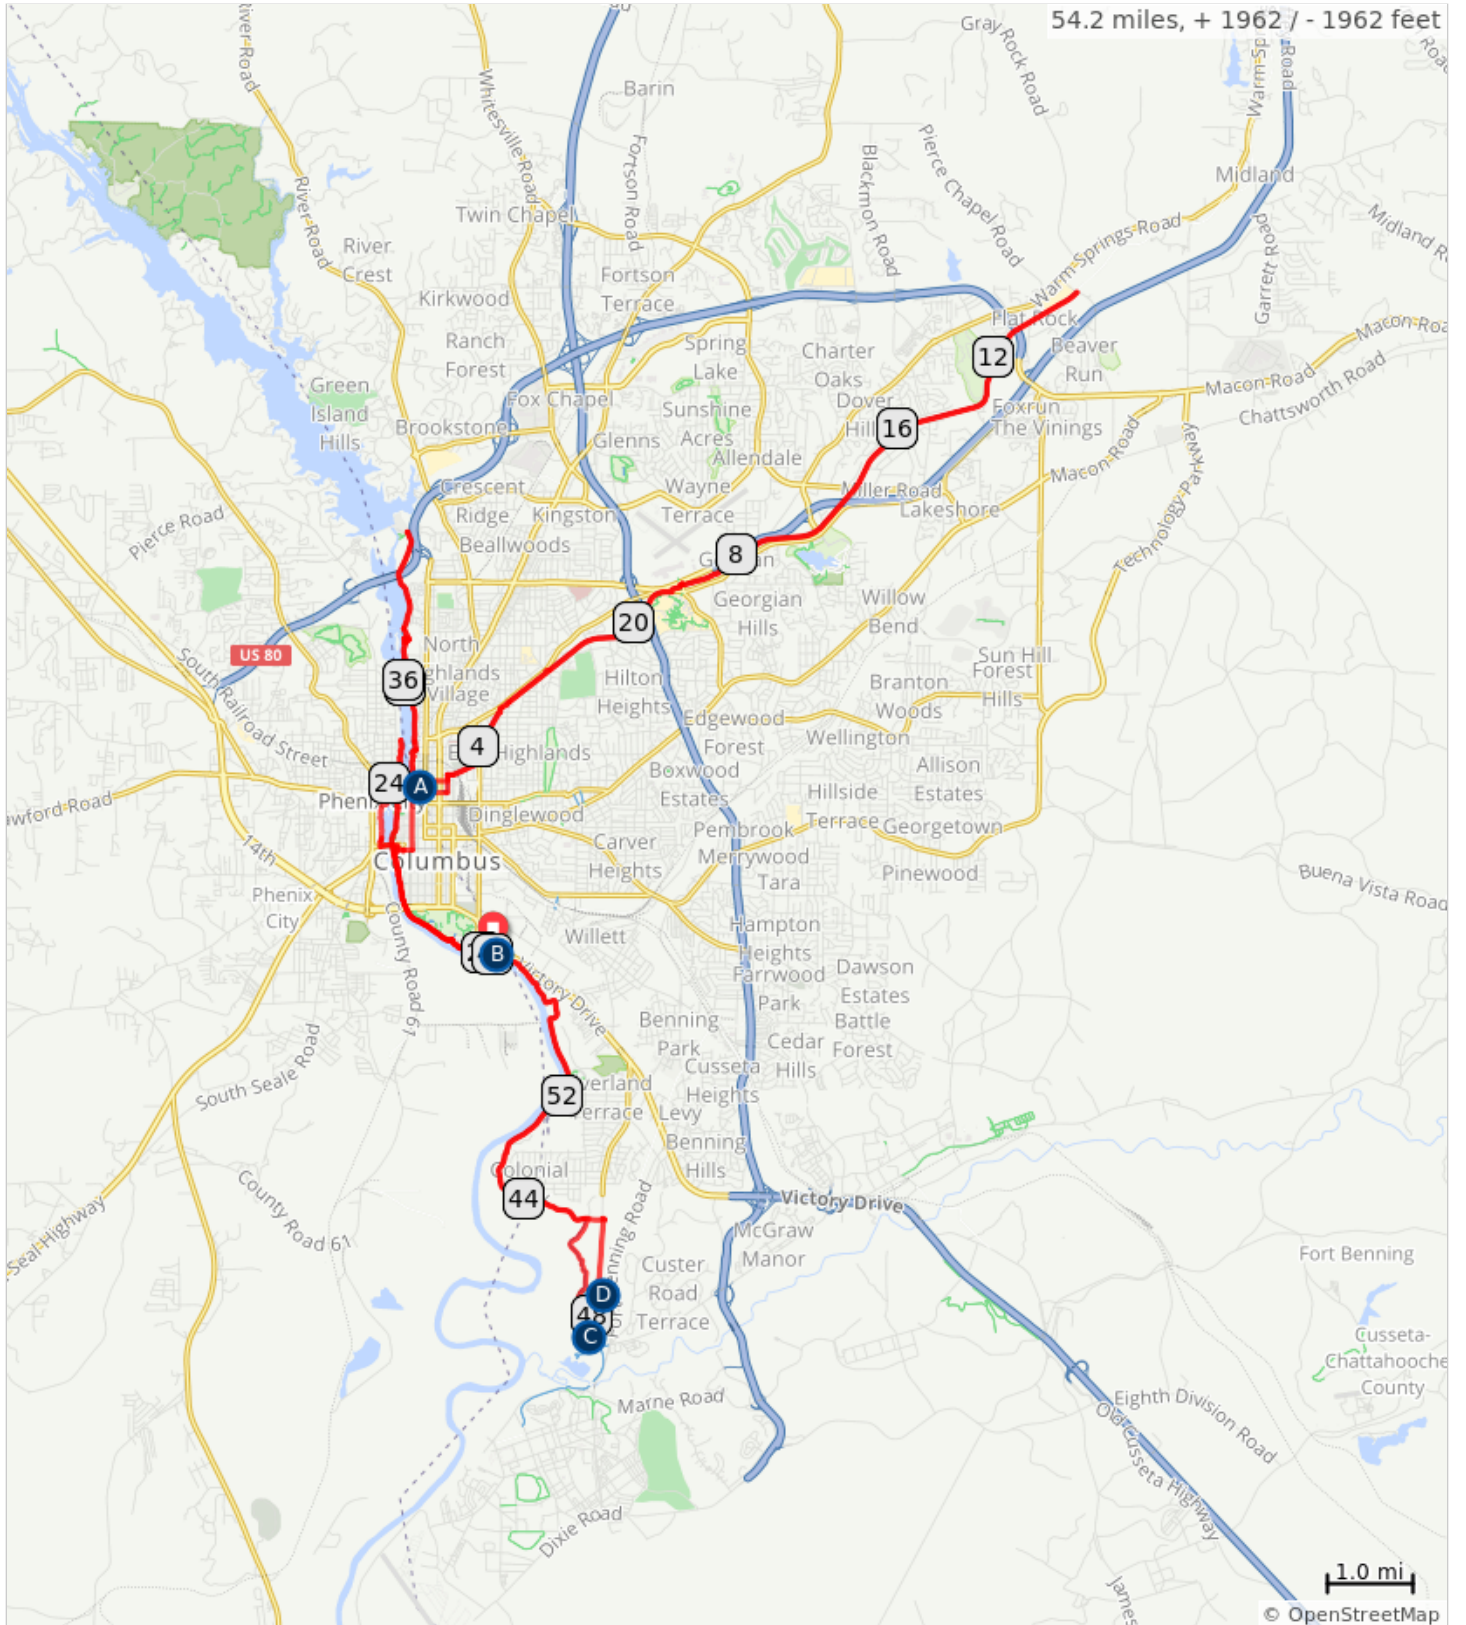 54.2 miles, + 1962 / - 1962 feet
River Road
Whitesville Road
Gray Rock Road
Barin
Fortson Road
Blackmon Road
Pierce Chapel Road
Midland
Twin Chapel
River Road
River
Crest
Fortson
Terrace
Kirkwood
Warm Springs Road
Garrett Road
Flat Rock
Macon Road
Ranch
Forest
Spring
Lake
Charter
Oaks
12
Beaver
Run
Green
Island
Hills
Fox Chapel
Sunshine
Acres
Dover
Macon Road
Chattsworth Road
Foxrun
The Vinings
Brookstone
Glenns
16
Allendale
Macon Road
Crescent
Ridge
Wayne
Terrace
Miller Road
Lakeshore
Kingston
Pierce Road
Beallwoods
8
Technology Parkway
Georgian
Hills
Willow
Bend
20
US 80
North
Village
Sun Hill
Forest
Hills
36
Hilton
Heights
Branton
Woods
South Railroad Street
Edgewood
Forest
Wellington
4
Highlands
24
A
Boxwood
Estates
Allison
Estates
Hillside
Terrace
Dinglewood
Georgetown
14th
Pembrook
Merrywood
Tara
Carver
Heights
Columbus
Pinewood
Buena Vista Road
Phenix
City
Hampton
Heights
Willett
B
Farrwood
Park
Dawson
Estates
County Road 61
Victory Drive
Benning
Park
Battle
Forest
Cedar
Hills
South Seale Road
Cusseta
Heights
52
Levy
Benning
Hills
Colonial
44
Victory Drive
County Road 61
McGraw
Manor
Fort Benning
Custer
Road
Terrace
D
48
C
Cusseta-
County
Marne Road
Eighth Division Road
Old Cusseta Highway
Dixie Road
1.0 mi
© OpenStreetMap